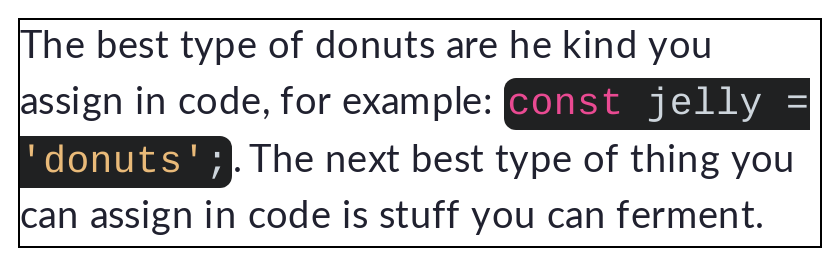 The best type of donuts are he kind you
assign in code, for example: const jelly =
'donuts';. The next best type of thing you
can assign in code is stuff you can ferment.